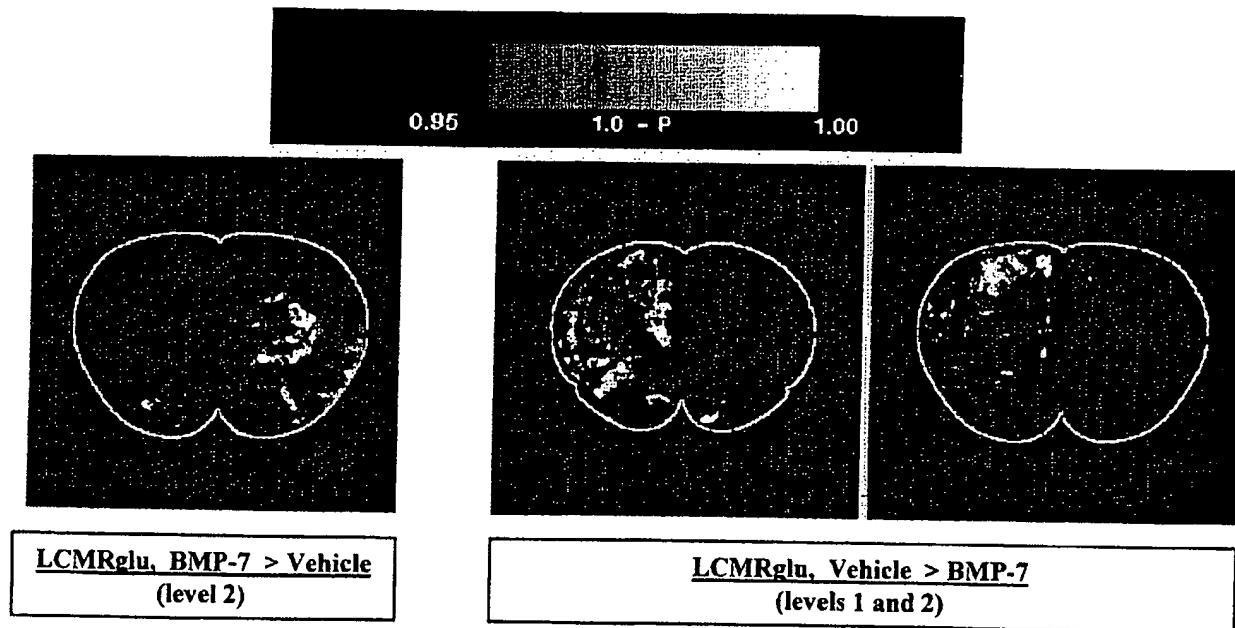 0.95 1.0 - P 1.00
LCMRglu, BMP-7 > Vehicle
(level 2)
LCMRglu, Vehicle > BMP-7
(levels 1 and 2)